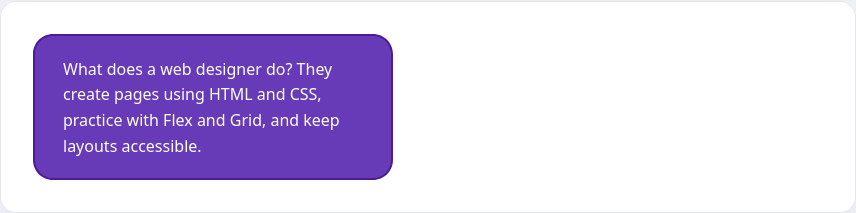 What does a web designer do? They
create pages using HTML and CSS,
practice with Flex and Grid, and keep
layouts accessible.